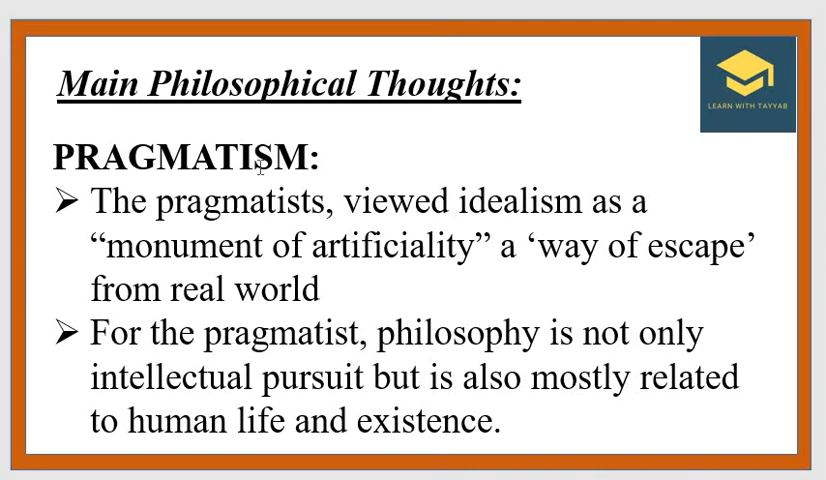 Main Philosophical Thoughts:
LEARN WITH TAYYAB
PRAGMATISM:
➢ The pragmatists, viewed idealism as a
“monument of artificiality” a ‘way of escape’
from real world
➢ For the pragmatist, philosophy is not only
intellectual pursuit but is also mostly related
to human life and existence.